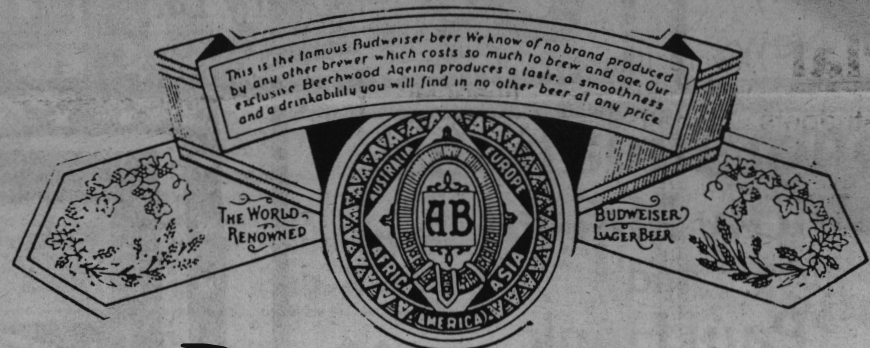 This is the famous Budweiser beer We know of no brand produced
by any other brewer which costs so much to brew and age. Our
exclusive Beechwood Ageing produces a taste, a smoothness
and a drinkability you will find in no other beer at any price
THE WORLD
RENOWNED
AUSTRALIA
EUROPE
AB
AFRICA
ASIA
AMERICA
BUDWEISER
LAGER BEER